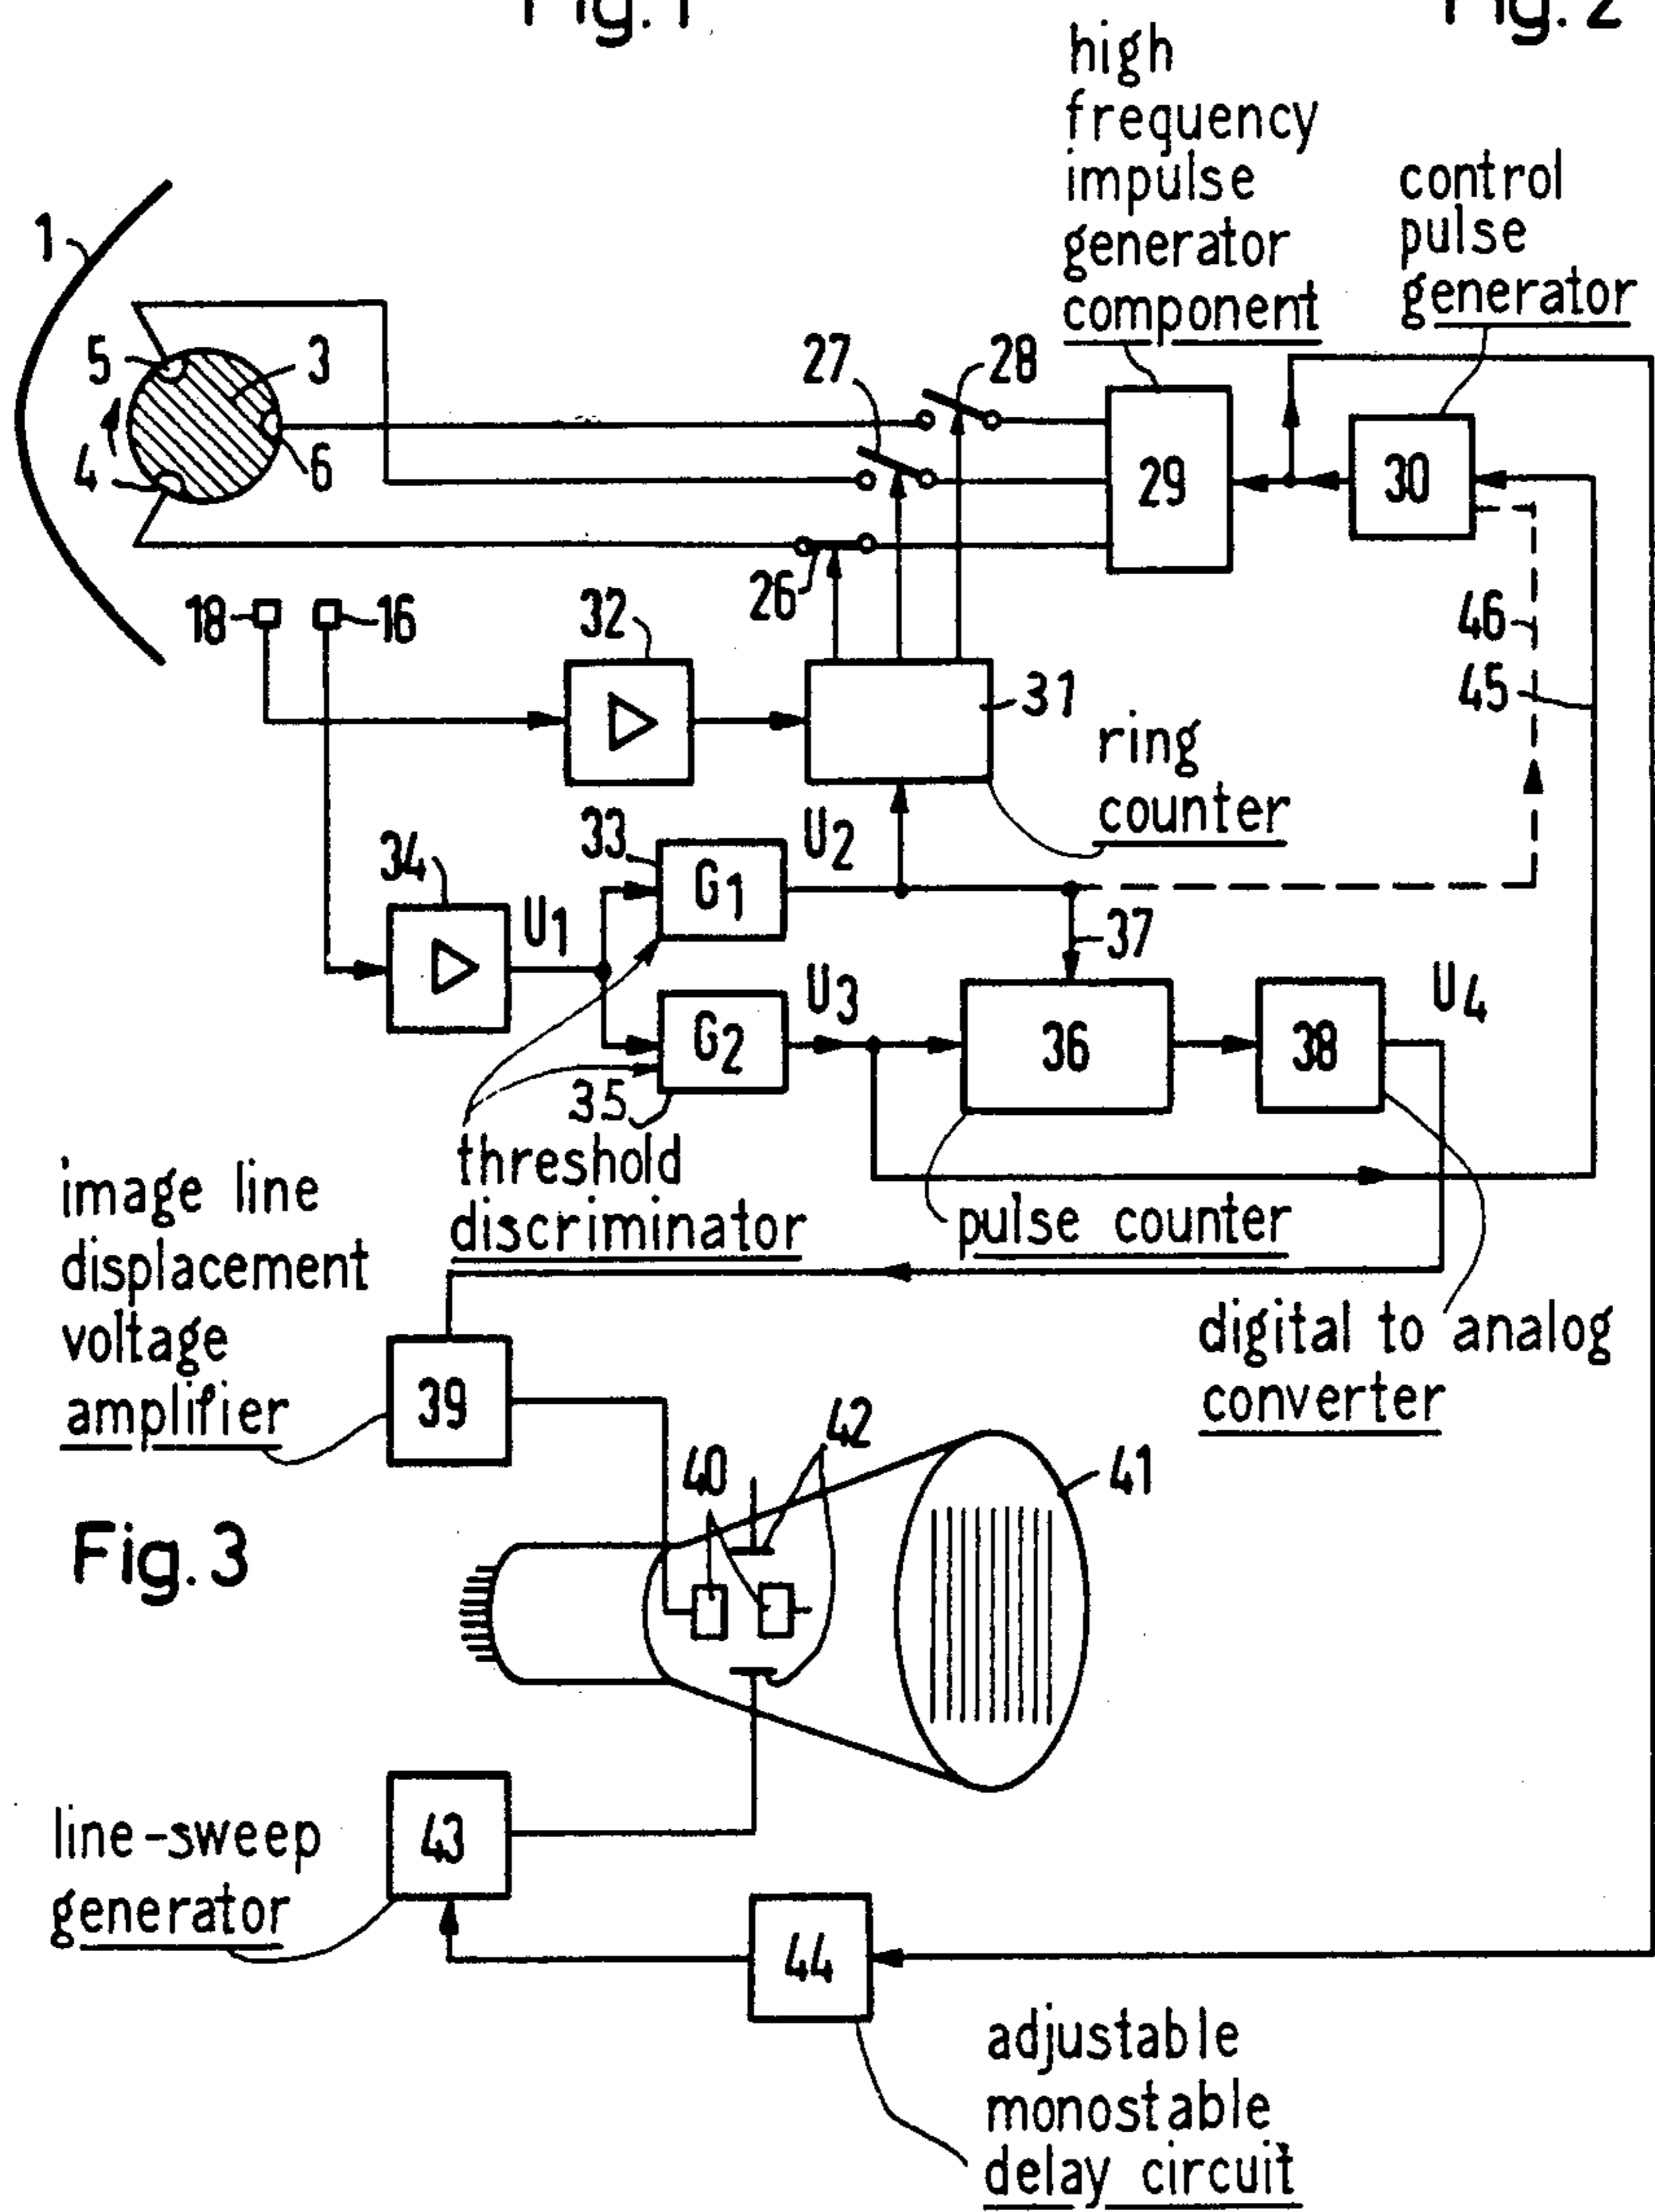 Fig. 1
Fig. 2
high
frequency
impulse
generator
component
control
pulse
generator
1
5
3
4
6
27
28
29
30
26
18
16
32
31
46
45
ring
counter
34
33
G1
U2
U1
37
G2
U3
35
36
38
U4
threshold
discriminator
pulse counter
image line
displacement
voltage
amplifier
digital to analog
converter
39
40
42
41
Fig. 3
line-sweep
generator
43
44
adjustable
monostable
delay circuit